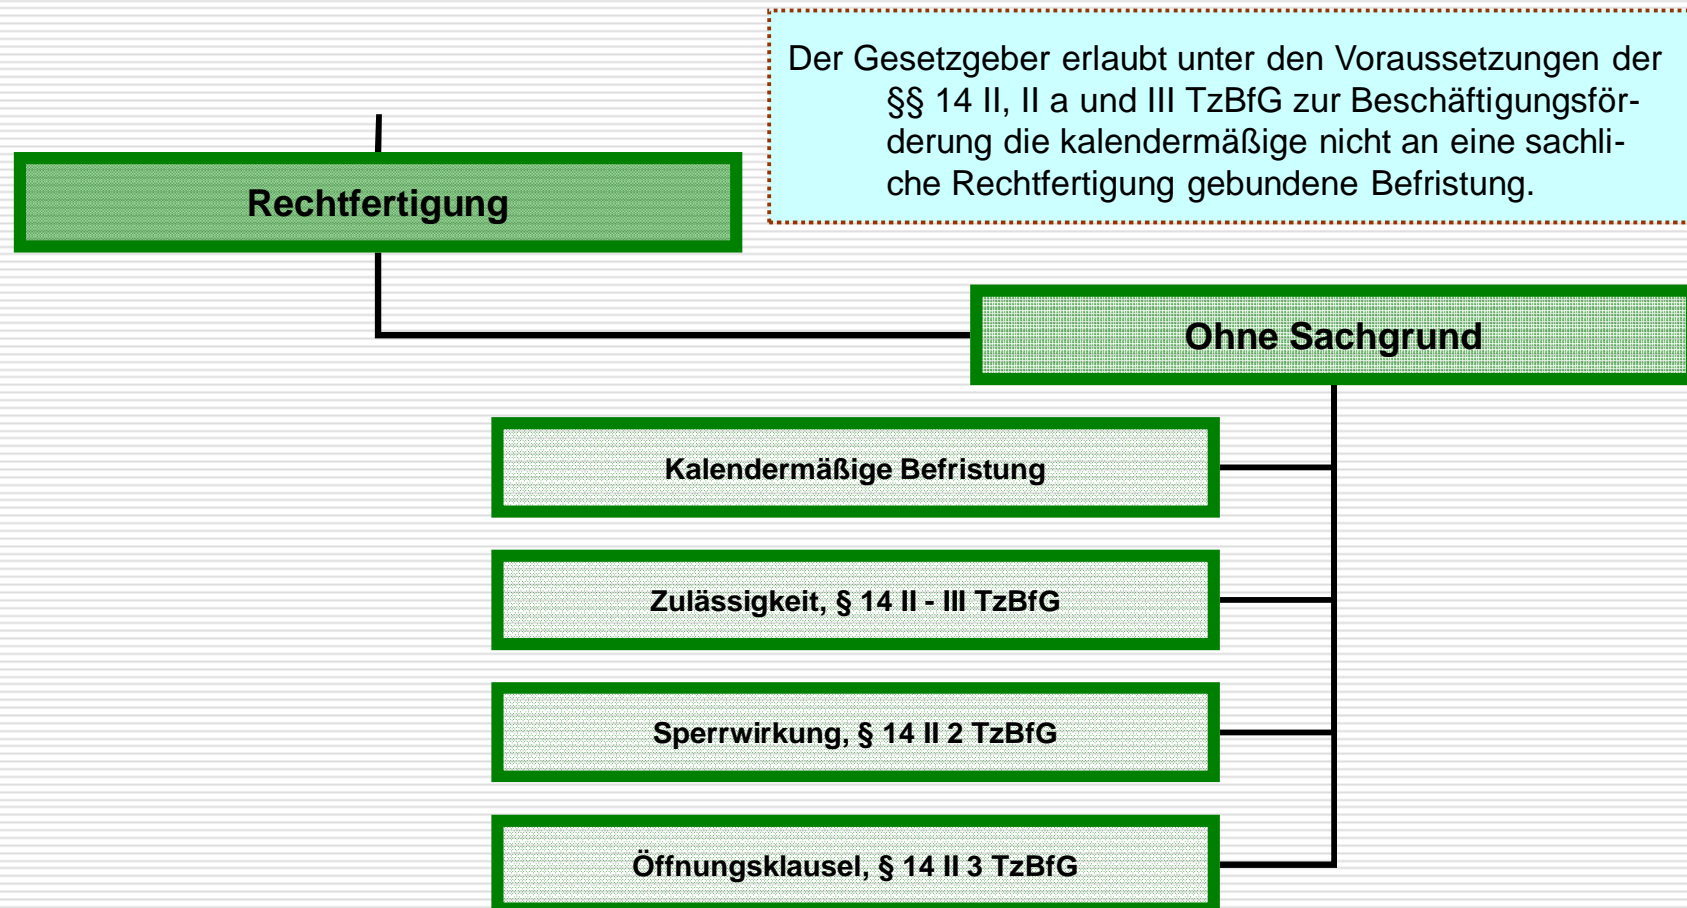 Der Gesetzgeber erlaubt unter den Voraussetzungen der
§§ 14 II, II a und III TzBfG zur Beschäftigungsför-
derung die kalendermäßige nicht an eine sachli-
che Rechtfertigung gebundene Befristung.
Rechtfertigung
Ohne Sachgrund
Kalendermäßige Befristung
Zulässigkeit, § 14 II - III TzBfG
Sperrwirkung, § 14 II 2 TzBfG
Öffnungsklausel, § 14 II 3 TzBfG